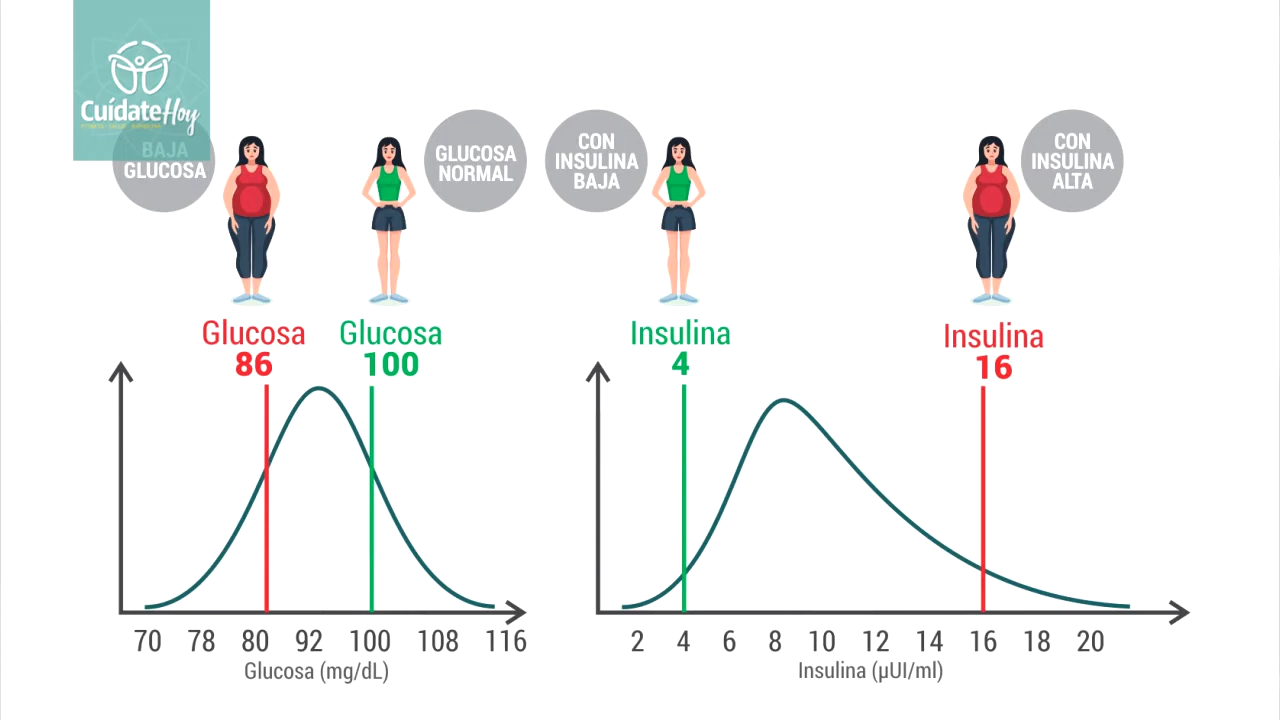 CuídateHoy
BAJA
GLUCOSA
GLUCOSA
NORMAL
CON
INSULINA
BAJA
CON
INSULINA
ALTA
Glucosa
86
Glucosa
100
Insulina
4
Insulina
16
70 78 80 92 100 108 116
Glucosa (mg/dL)
2 4 6 8 10 12 14 16 18 20
Insulina (µUI/ml)